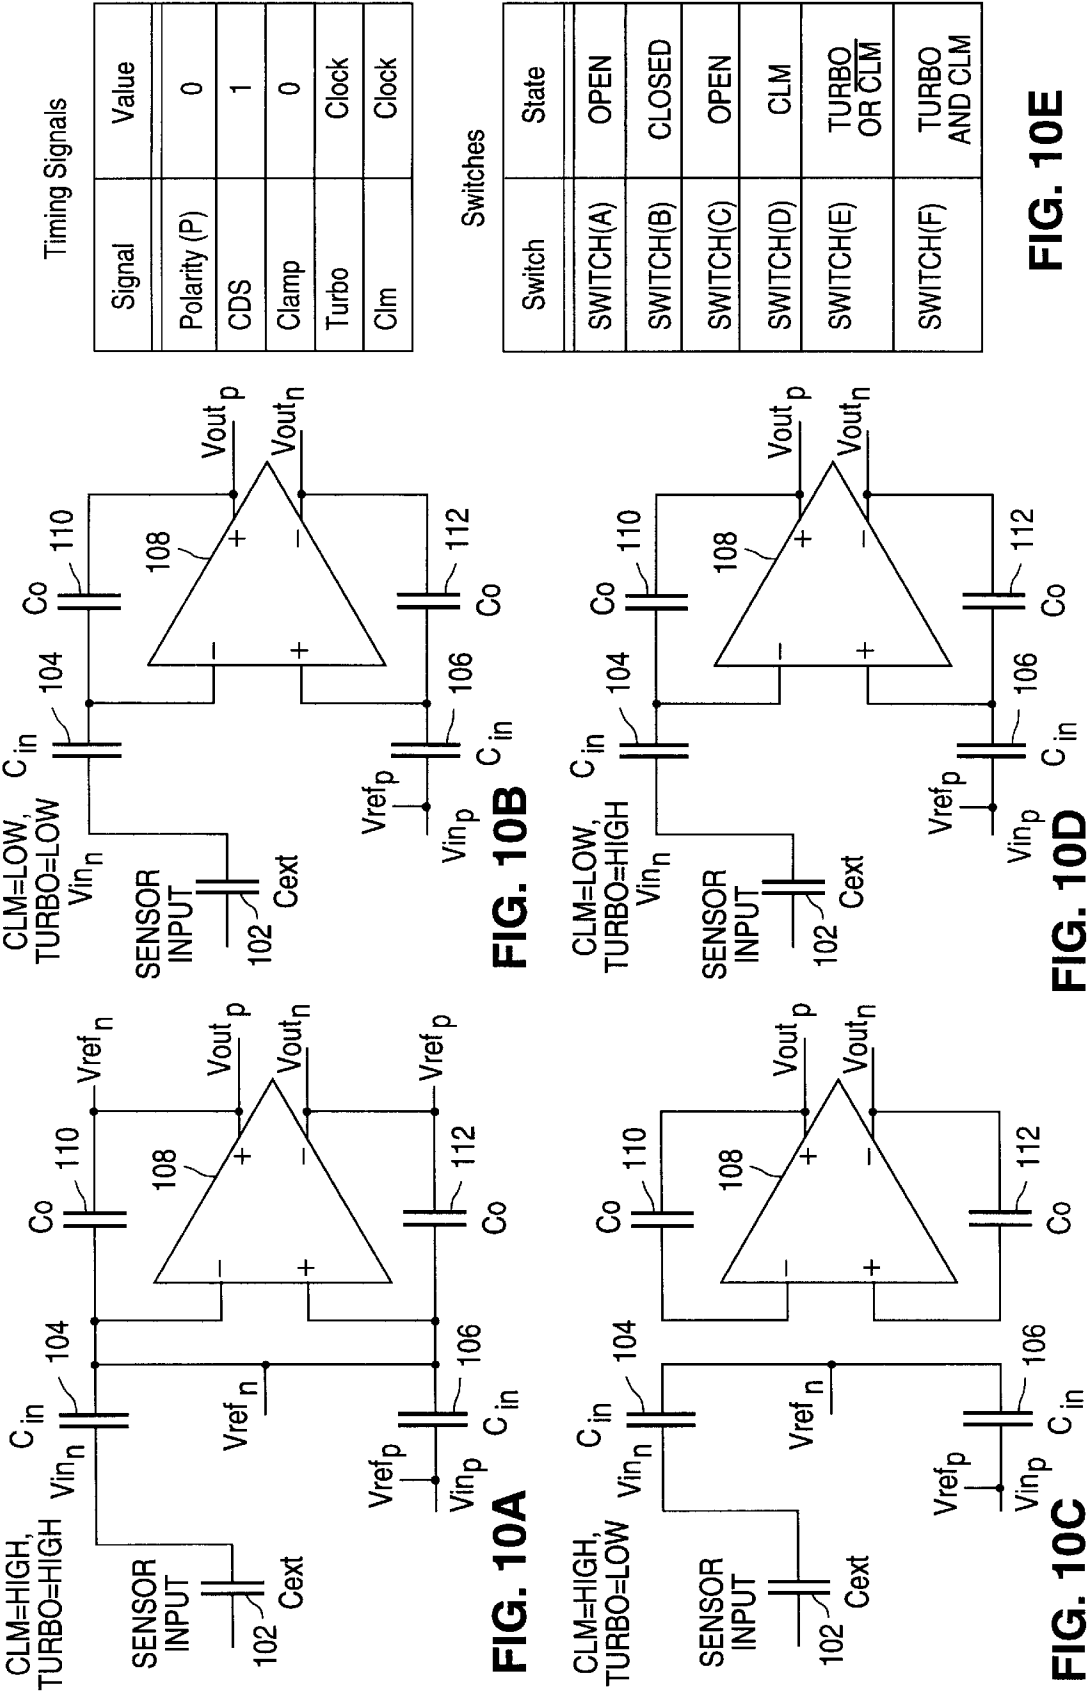 CLM=HIGH,
TURBO=HIGH
Vin n
C in
104
Co
110
Vref n
108
Vout p
Vout n
Vref p
−
+
+
−
Vref n
SENSOR
INPUT
102
Cext
Vref p
Vin p
C in
106
Co
112
FIG. 10A
CLM=LOW,
TURBO=LOW
Vin n
C in
104
Co
110
108
Vout p
Vout n
−
+
+
−
SENSOR
INPUT
102
Cext
Vref p
Vin p
C in
106
Co
112
FIG. 10B
CLM=HIGH,
TURBO=LOW
Vin n
C in
104
Co
110
108
Vout p
Vout n
−
+
+
−
Vref n
SENSOR
INPUT
102
Cext
Vref p
Vin p
C in
106
Co
112
FIG. 10C
CLM=LOW,
TURBO=HIGH
Vin n
C in
104
Co
110
108
Vout p
Vout n
−
+
+
−
SENSOR
INPUT
102
Cext
Vref p
Vin p
C in
106
Co
112
FIG. 10D
Timing Signals
Signal Value
Polarity (P) 0
CDS 1
Clamp 0
Turbo Clock
Clm Clock
Switches
Switch State
SWITCH(A) OPEN
SWITCH(B) CLOSED
SWITCH(C) OPEN
SWITCH(D) CLM
SWITCH(E) TURBO
OR C̅L̅M̅
SWITCH(F) TURBO
AND CLM
FIG. 10E